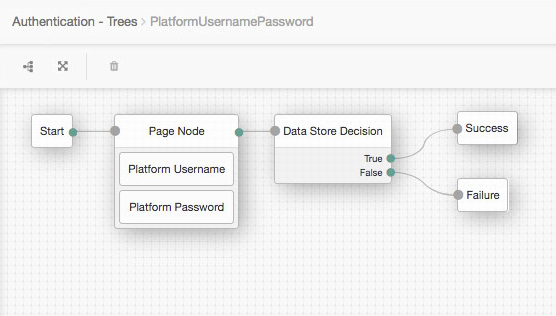 Authentication - Trees > PlatformUsernamePassword
Start
Page Node
Platform Username
Platform Password
Data Store Decision
True
False
Success
Failure